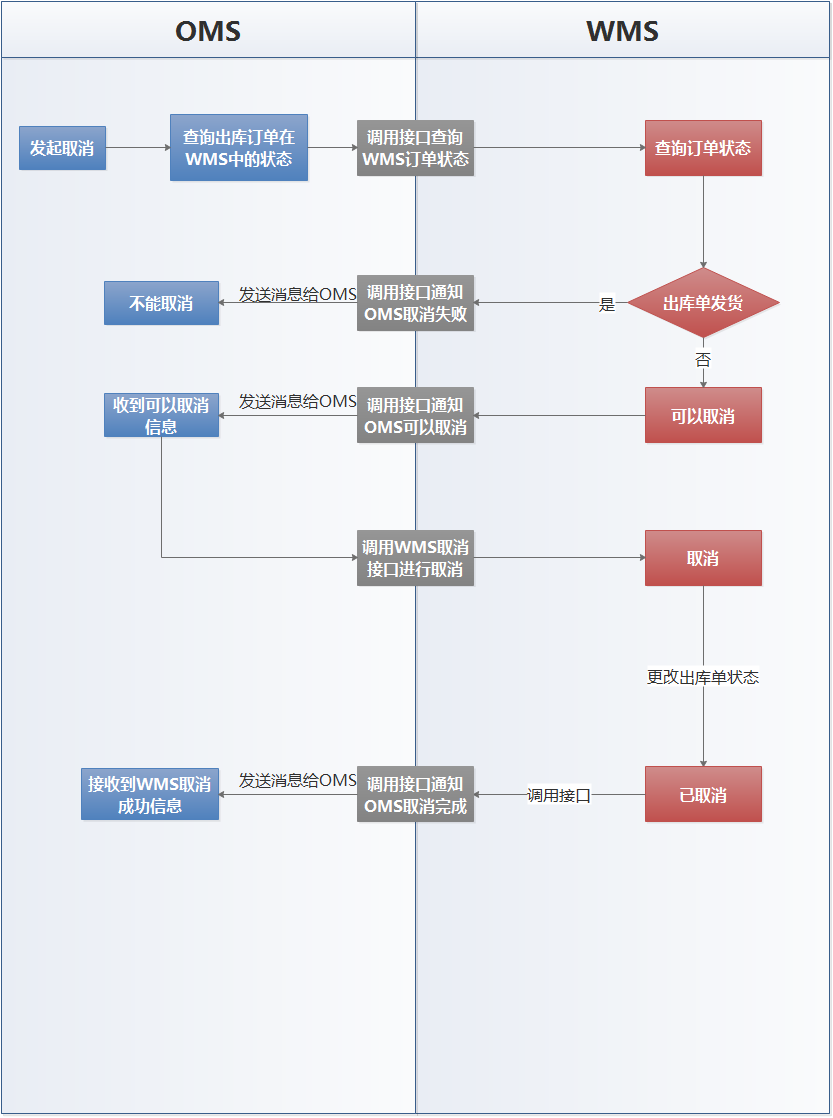 OMS
WMS
发起取消
查询出库订单在
WMS中的状态
调用接口查询
WMS订单状态
查询订单状态
不能取消
发送消息给OMS
调用接口通知
OMS取消失败
是
出库单发货
否
收到可以取消
信息
发送消息给OMS
调用接口通知
OMS可以取消
可以取消
调用WMS取消
接口进行取消
取消
更改出库单状态
接收到WMS取消
成功信息
发送消息给OMS
调用接口通知
OMS取消完成
调用接口
已取消